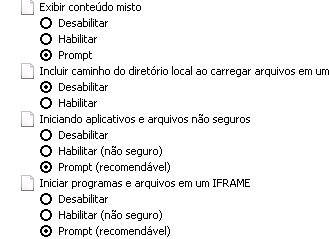 Exibir conteúdo misto
Desabilitar
Habilitar
Prompt
Incluir caminho do diretório local ao carregar arquivos em um
Desabilitar
Habilitar
Iniciando aplicativos e arquivos não seguros
Desabilitar
Habilitar (não seguro)
Prompt (recomendável)
Iniciar programas e arquivos em um IFRAME
Desabilitar
Habilitar (não seguro)
Prompt (recomendável)